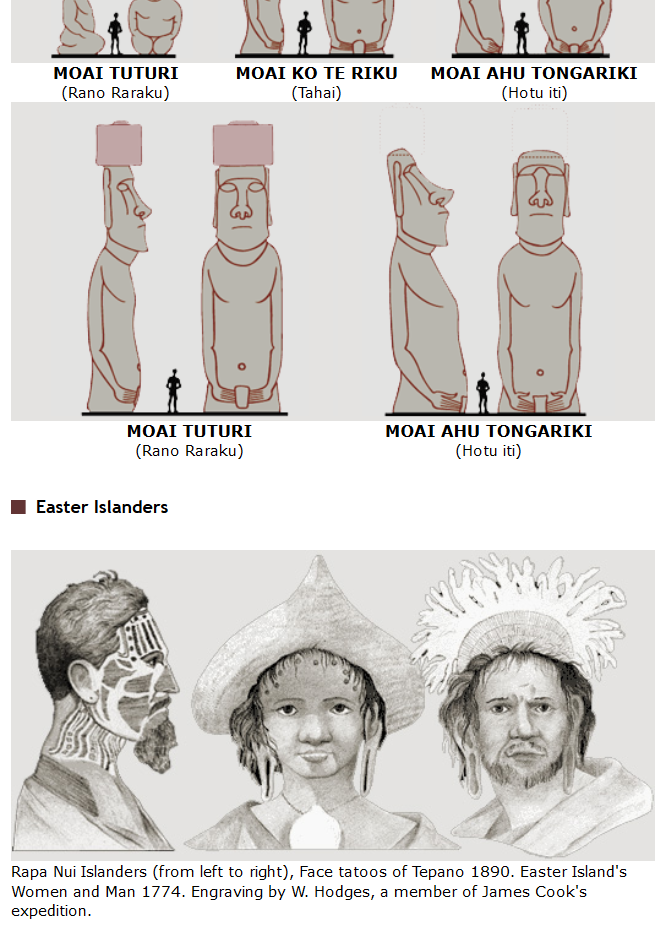 MOAI TUTURI
(Rano Raraku)
MOAI KO TE RIKU
(Tahai)
MOAI AHU TONGARIKI
(Hotu iti)
MOAI TUTURI
(Rano Raraku)
MOAI AHU TONGARIKI
(Hotu iti)
Easter Islanders
Rapa Nui Islanders (from left to right), Face tatoos of Tepano 1890. Easter Island's
Women and Man 1774. Engraving by W. Hodges, a member of James Cook's
expedition.